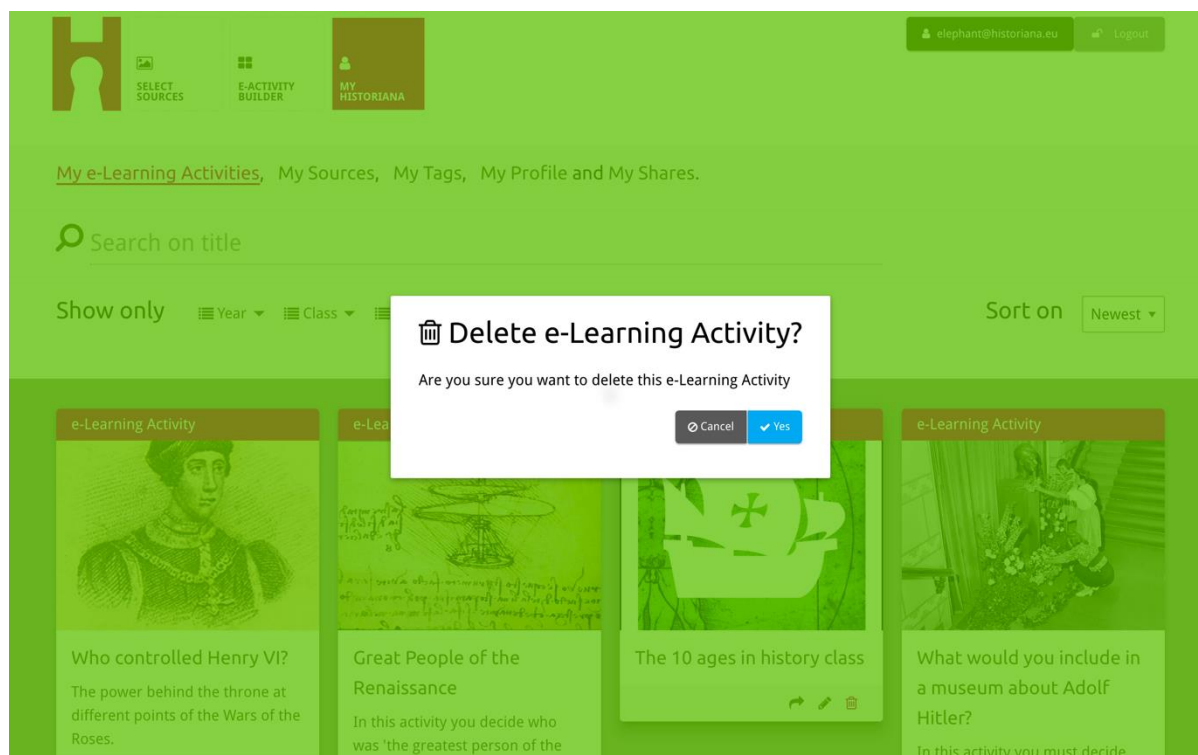 elephant@historiana.eu Logout
SELECT
SOURCES
E-ACTIVITY
BUILDER
MY
HISTORIANA
My e-Learning Activities, My Sources, My Tags, My Profile and My Shares.
Search on title
Show only Year Class
Sort on Newest
Delete e-Learning Activity?
Are you sure you want to delete this e-Learning Activity
Cancel Yes
e-Learning Activity
Who controlled Henry VI?
The power behind the throne at
different points of the Wars of the
Roses.
e-Lea
Great People of the
Renaissance
In this activity you decide who
was 'the greatest person of the
The 10 ages in history class
e-Learning Activity
What would you include in
a museum about Adolf
Hitler?
In this activity you must decide